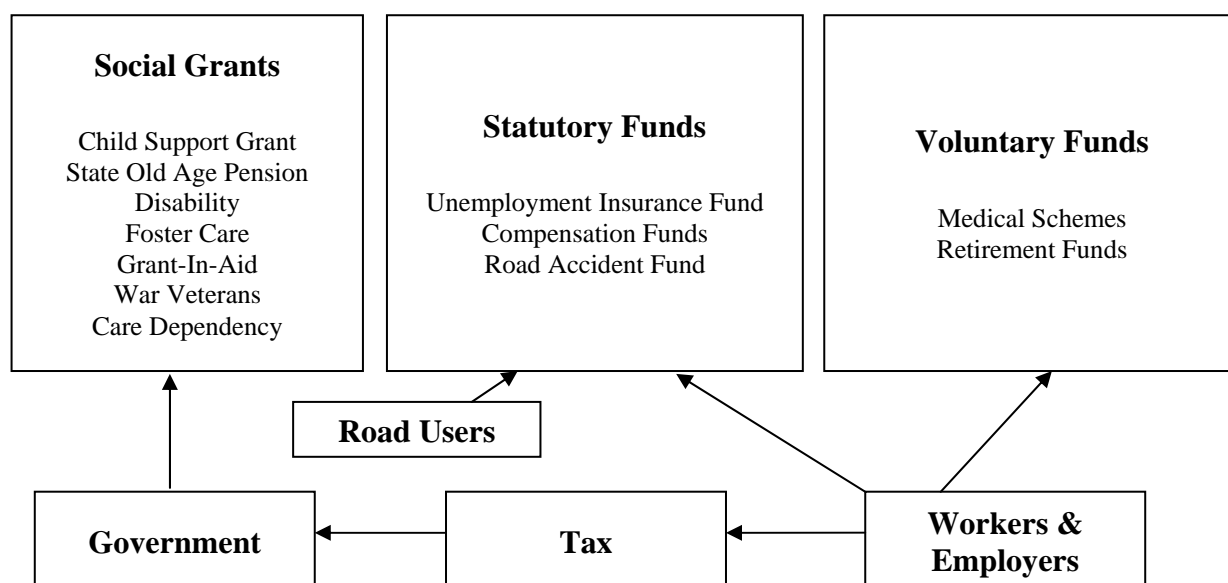 Social Grants
Child Support Grant
State Old Age Pension
Disability
Foster Care
Grant-In-Aid
War Veterans
Care Dependency
Statutory Funds
Unemployment Insurance Fund
Compensation Funds
Road Accident Fund
Voluntary Funds
Medical Schemes
Retirement Funds
Road Users
Government
Tax
Workers &
Employers